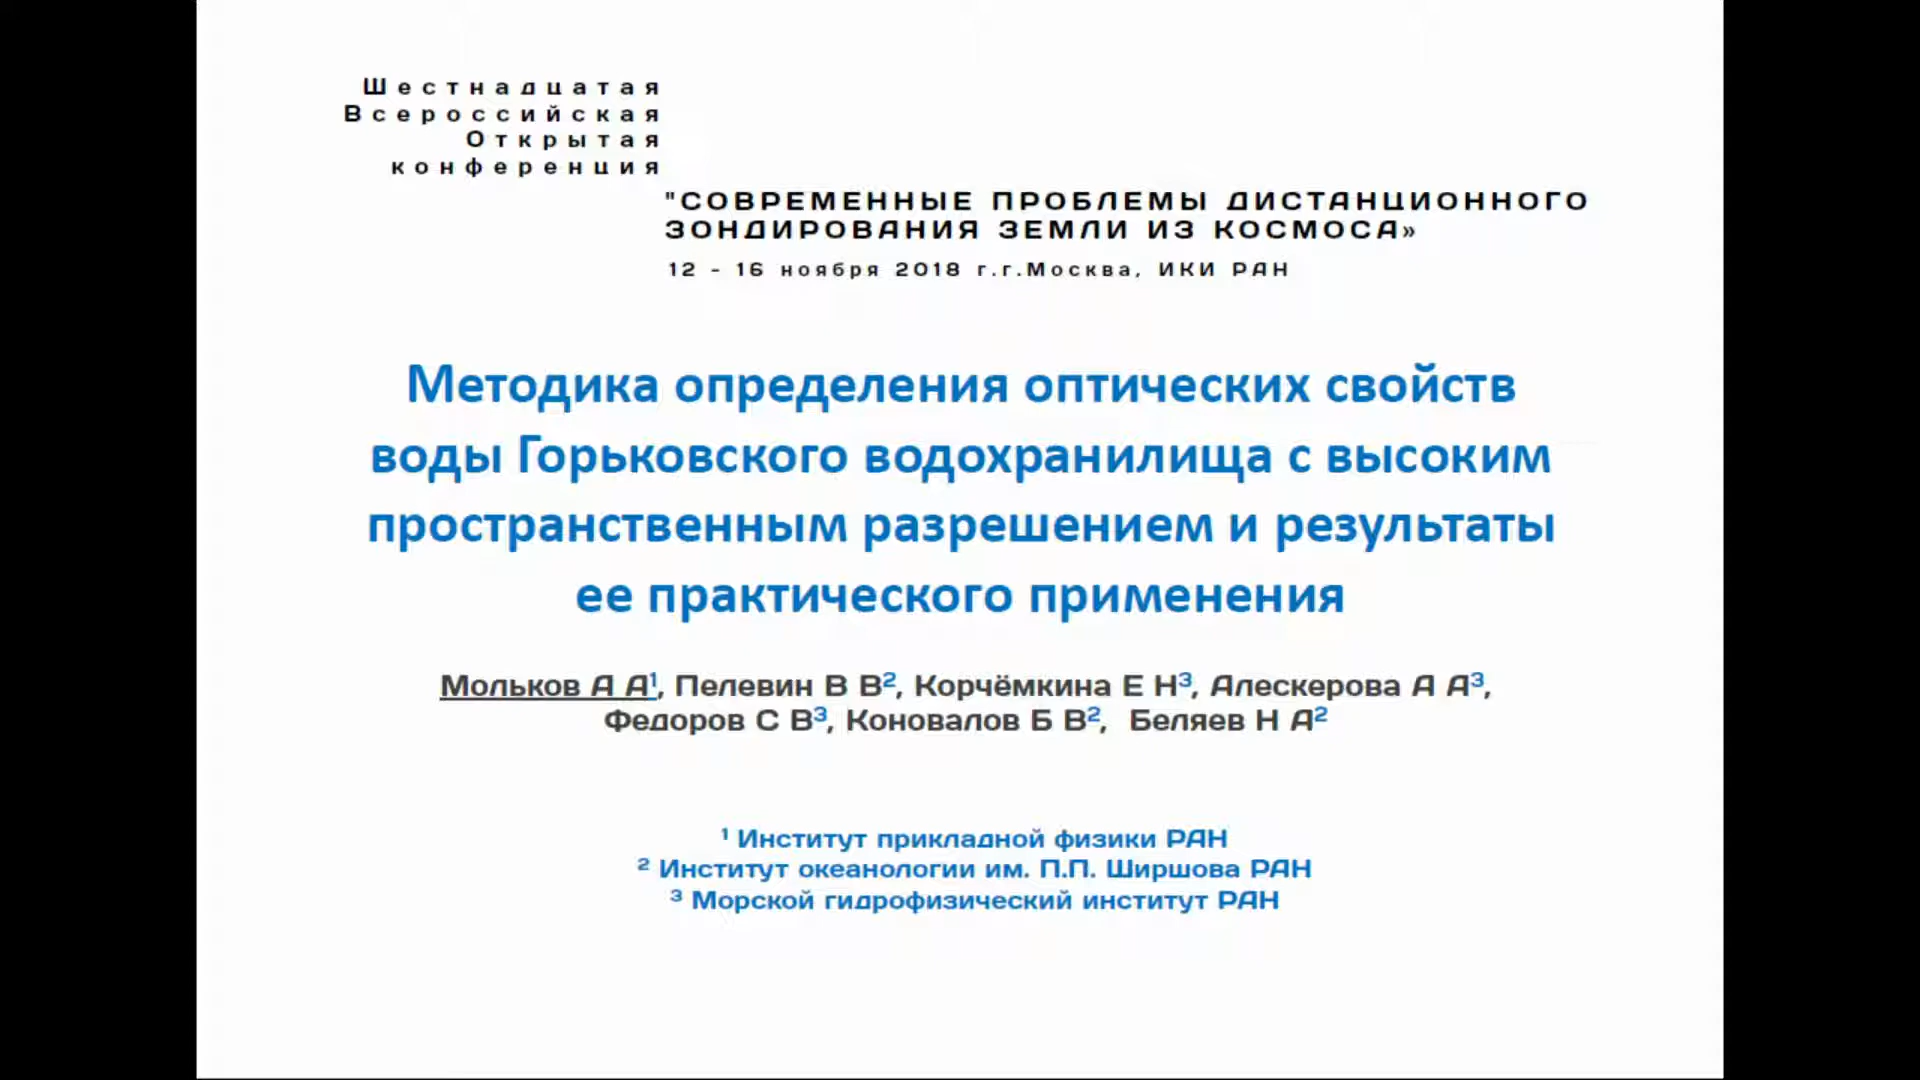 Шестнадцатая
Всероссийская
Открытая
конференция
"СОВРЕМЕННЫЕ ПРОБЛЕМЫ ДИСТАНЦИОННОГО
ЗОНДИРОВАНИЯ ЗЕМЛИ ИЗ КОСМОСА»
12 - 16 ноября 2018 г.г.Москва, ИКИ РАН
Методика определения оптических свойств
воды Горьковского водохранилища с высоким
пространственным разрешением и результаты
ее практического применения
Мольков А А¹, Пелевин В В², Корчёмкина Е Н³, Алескерова А А³,
Федоров С В³, Коновалов Б В², Беляев Н А²
¹ Институт прикладной физики РАН
² Институт океанологии им. П.П. Ширшова РАН
³ Морской гидрофизический институт РАН